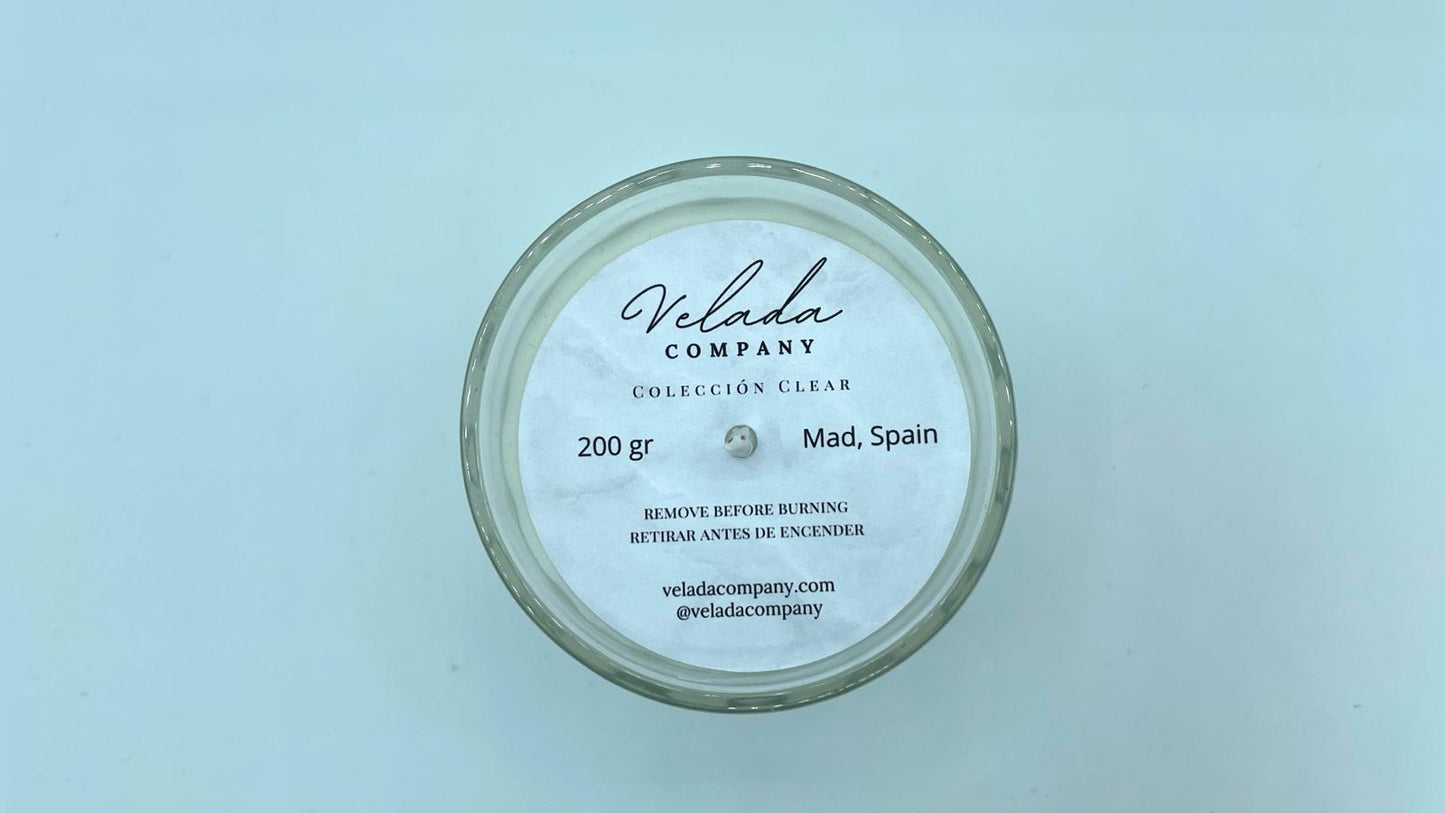 Velada
COMPANY
COLECCIÓN CLEAR
200 gr Mad, Spain
REMOVE BEFORE BURNING
RETIRAR ANTES DE ENCENDER
veladacompany.com
@veladacompany